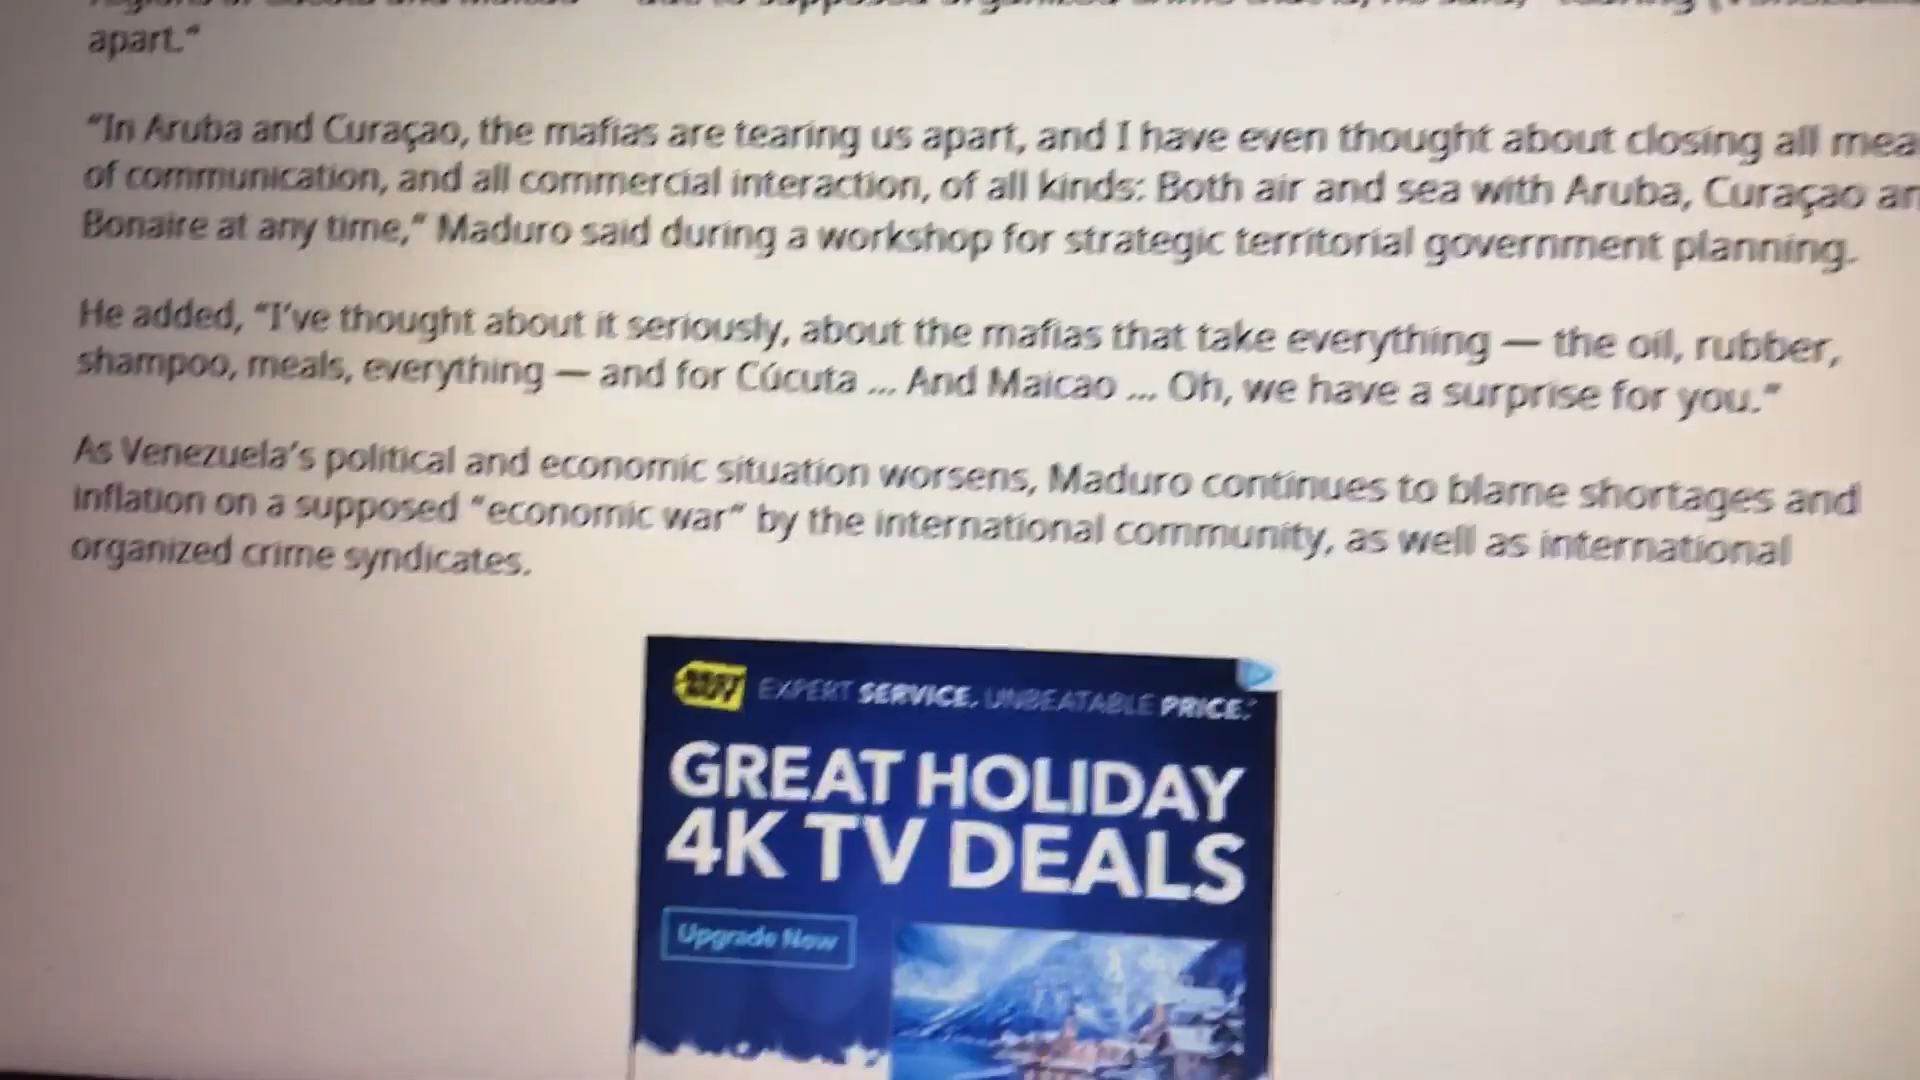 apart."
"In Aruba and Curaçao, the mafias are tearing us apart, and I have even thought about closing all mea
of communication, and all commercial interaction, of all kinds: Both air and sea with Aruba, Curaçao an
Bonaire at any time," Maduro said during a workshop for strategic territorial government planning.
He added, "I've thought about it seriously, about the mafias that take everything — the oil, rubber,
shampoo, meals, everything — and for Cúcuta ... And Maicao ... Oh, we have a surprise for you."
As Venezuela's political and economic situation worsens, Maduro continues to blame shortages and
inflation on a supposed "economic war" by the international community, as well as international
organized crime syndicates.
BEST BUY
EXPERT SERVICE. UNBEATABLE PRICE.
GREAT HOLIDAY
4K TV DEALS
Upgrade Now